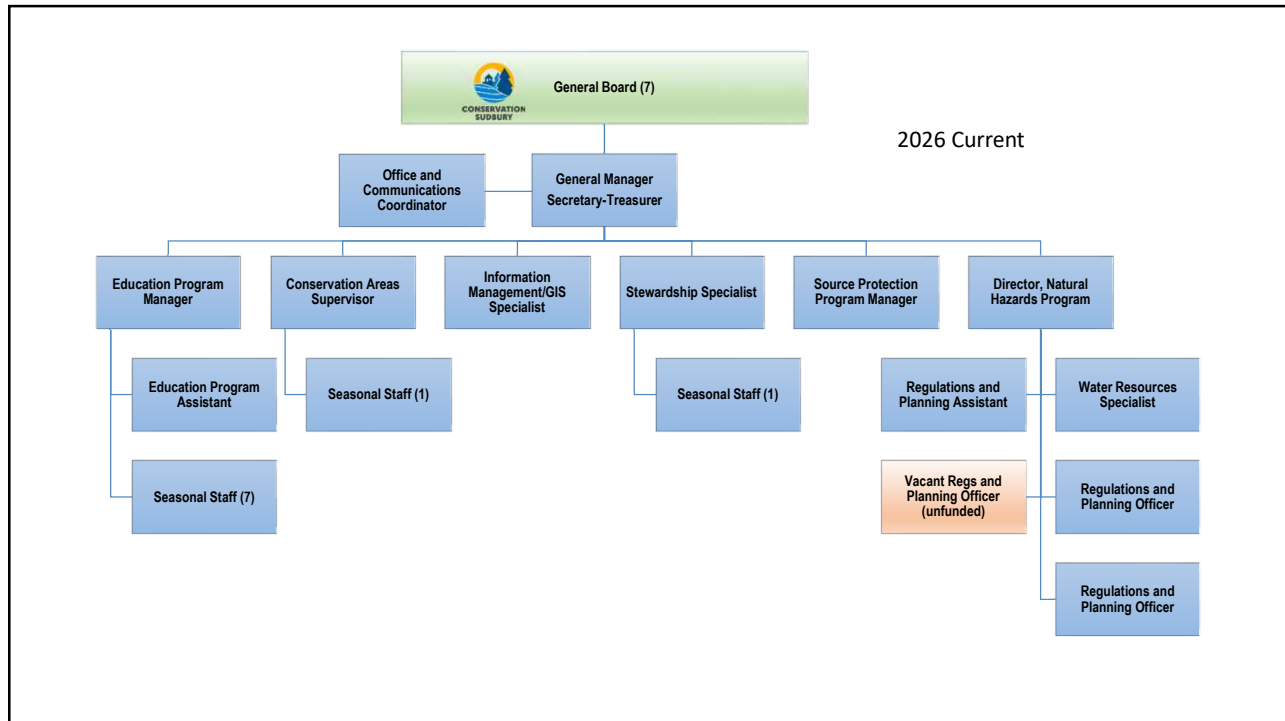 General Board (7)
CONSERVATION
SUDBURY
2026 Current
Office and
Communications
Coordinator
General Manager
Secretary-Treasurer
Education Program
Manager
Conservation Areas
Supervisor
Information
Management/GIS
Specialist
Stewardship Specialist
Source Protection
Program Manager
Director, Natural
Hazards Program
Education Program
Assistant
Seasonal Staff (1)
Seasonal Staff (1)
Regulations and
Planning Assistant
Water Resources
Specialist
Seasonal Staff (7)
Vacant Regs and
Planning Officer
(unfunded)
Regulations and
Planning Officer
Regulations and
Planning Officer